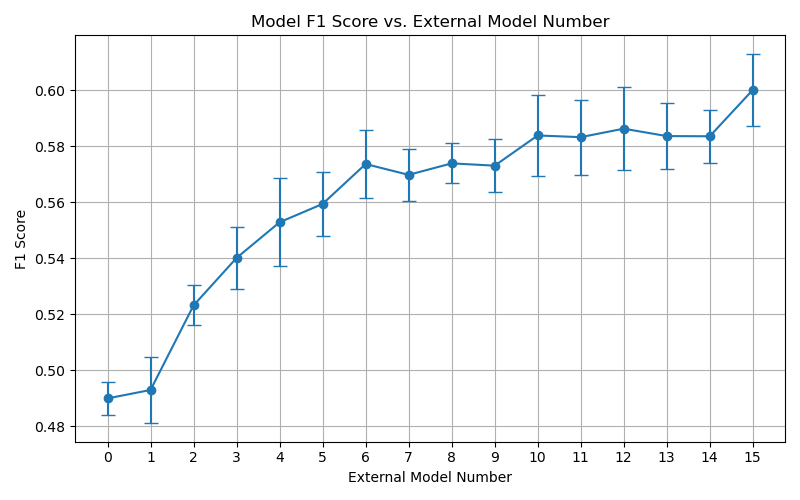 Model F1 Score vs. External Model Number
F1 Score
0.60
0.58
0.56
0.54
0.52
0.50
0.48
0 1 2 3 4 5 6 7 8 9 10 11 12 13 14 15
External Model Number